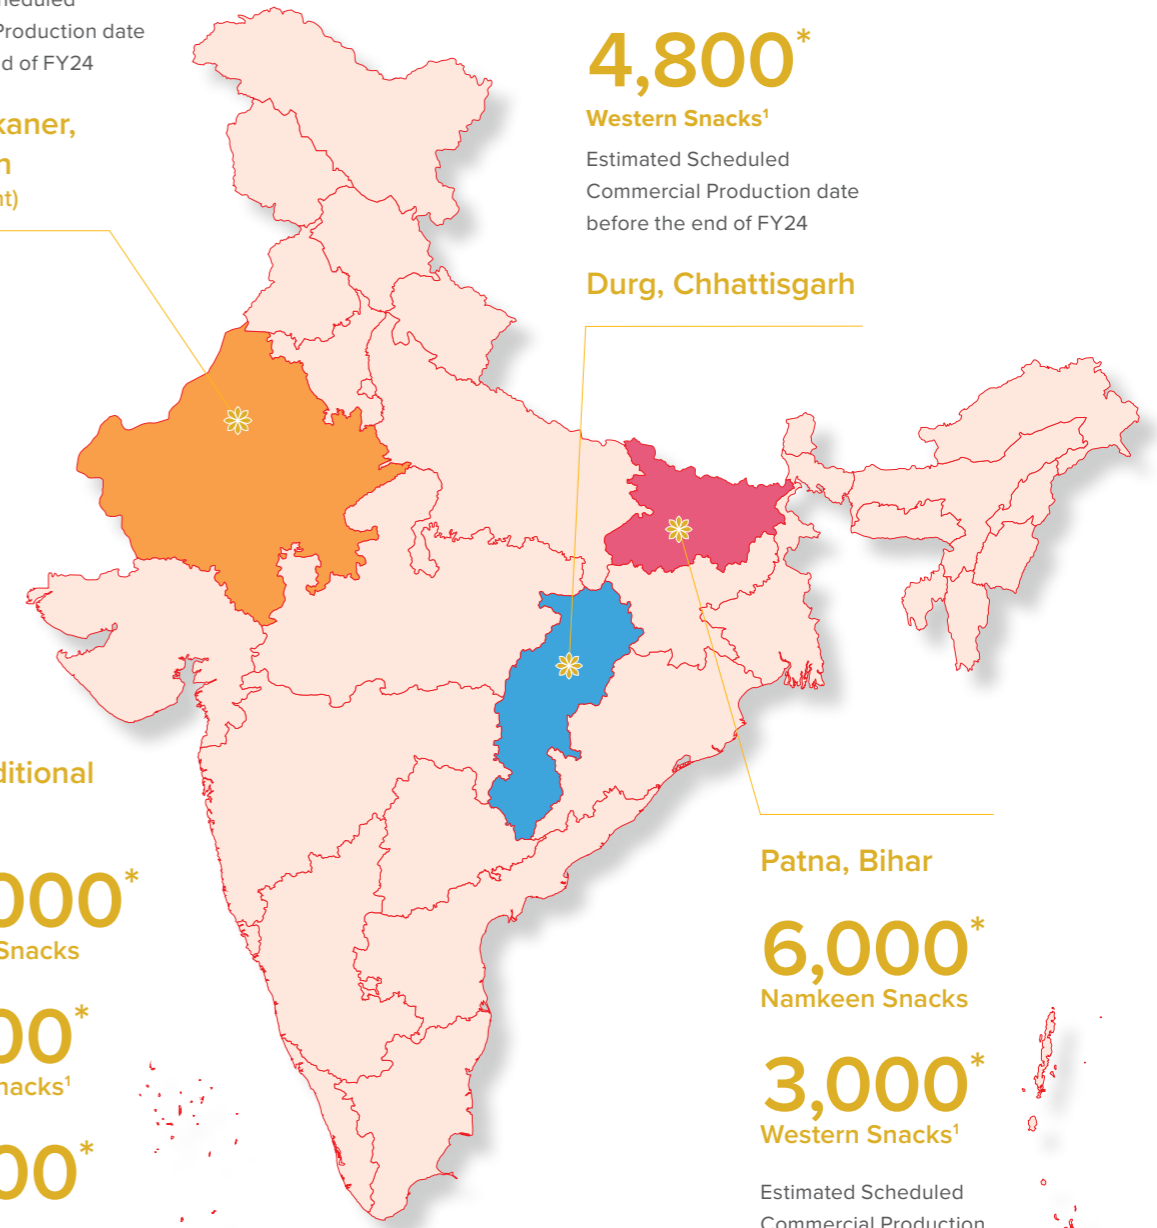 Production date
d of FY24
kaner,
4,800*
Western Snacks¹
Estimated Scheduled
Commercial Production date
before the end of FY24
Durg, Chhattisgarh
ditional
000*
Snacks
00*
nacks¹
00*
Patna, Bihar
6,000*
Namkeen Snacks
3,000*
Western Snacks¹
Estimated Scheduled
Commercial Production